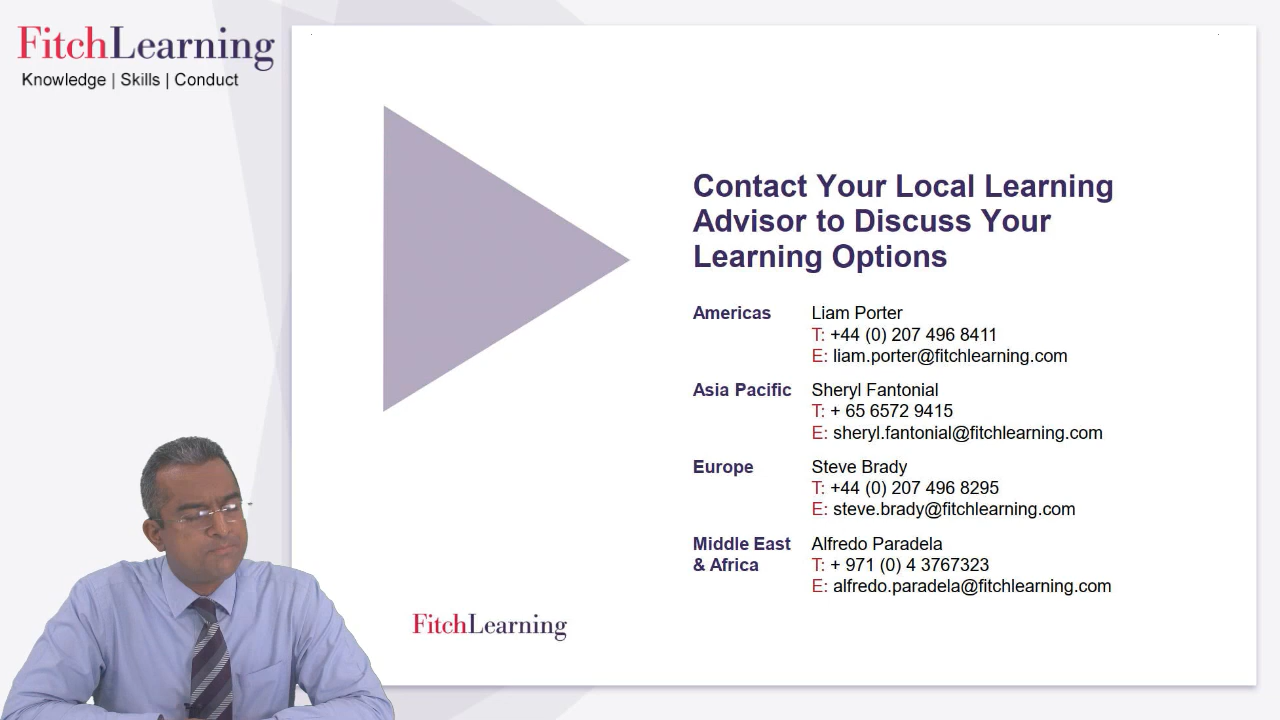 FitchLearning
Knowledge | Skills | Conduct
Contact Your Local Learning
Advisor to Discuss Your
Learning Options
Americas Liam Porter
T: +44 (0) 207 496 8411
E: liam.porter@fitchlearning.com
Asia Pacific Sheryl Fantonial
T: + 65 6572 9415
E: sheryl.fantonial@fitchlearning.com
Europe Steve Brady
T: +44 (0) 207 496 8295
E: steve.brady@fitchlearning.com
Middle East Alfredo Paradela
& Africa T: + 971 (0) 4 3767323
E: alfredo.paradela@fitchlearning.com
FitchLearning